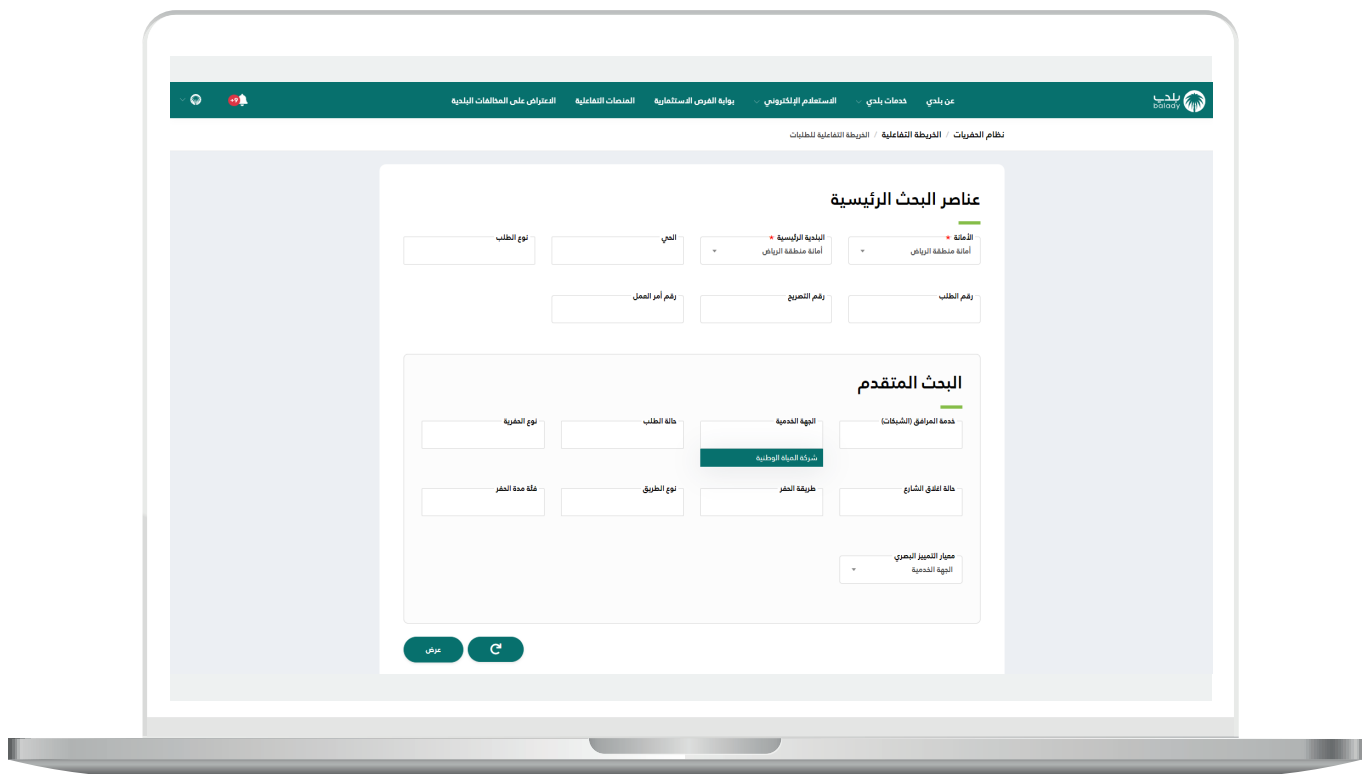 بلدي
balady
عن بلدي
خدمات بلدي
الاستعلام الإلكتروني
بوابة الفرص الاستثمارية
المنصات التفاعلية
الاعتراض على المخالفات البلدية
+9
نظام الحفريات / الخريطة التفاعلية / الخريطة التفاعلية للطلبات
عناصر البحث الرئيسية
الأمانة *
أمانة منطقة الرياض
البلدية الرئيسية *
أمانة منطقة الرياض
الحي
نوع الطلب
رقم الطلب
رقم التصريح
رقم أمر العمل
البحث المتقدم
خدمة المرافق (الشبكات)
الجهة الخدمية
شركة المياة الوطنية
حالة الطلب
نوع الحفرية
حالة اغلاق الشارع
طريقة الحفر
نوع الطريق
فئة مدة الحفر
معيار التمييز البصري
الجهة الخدمية
عرض